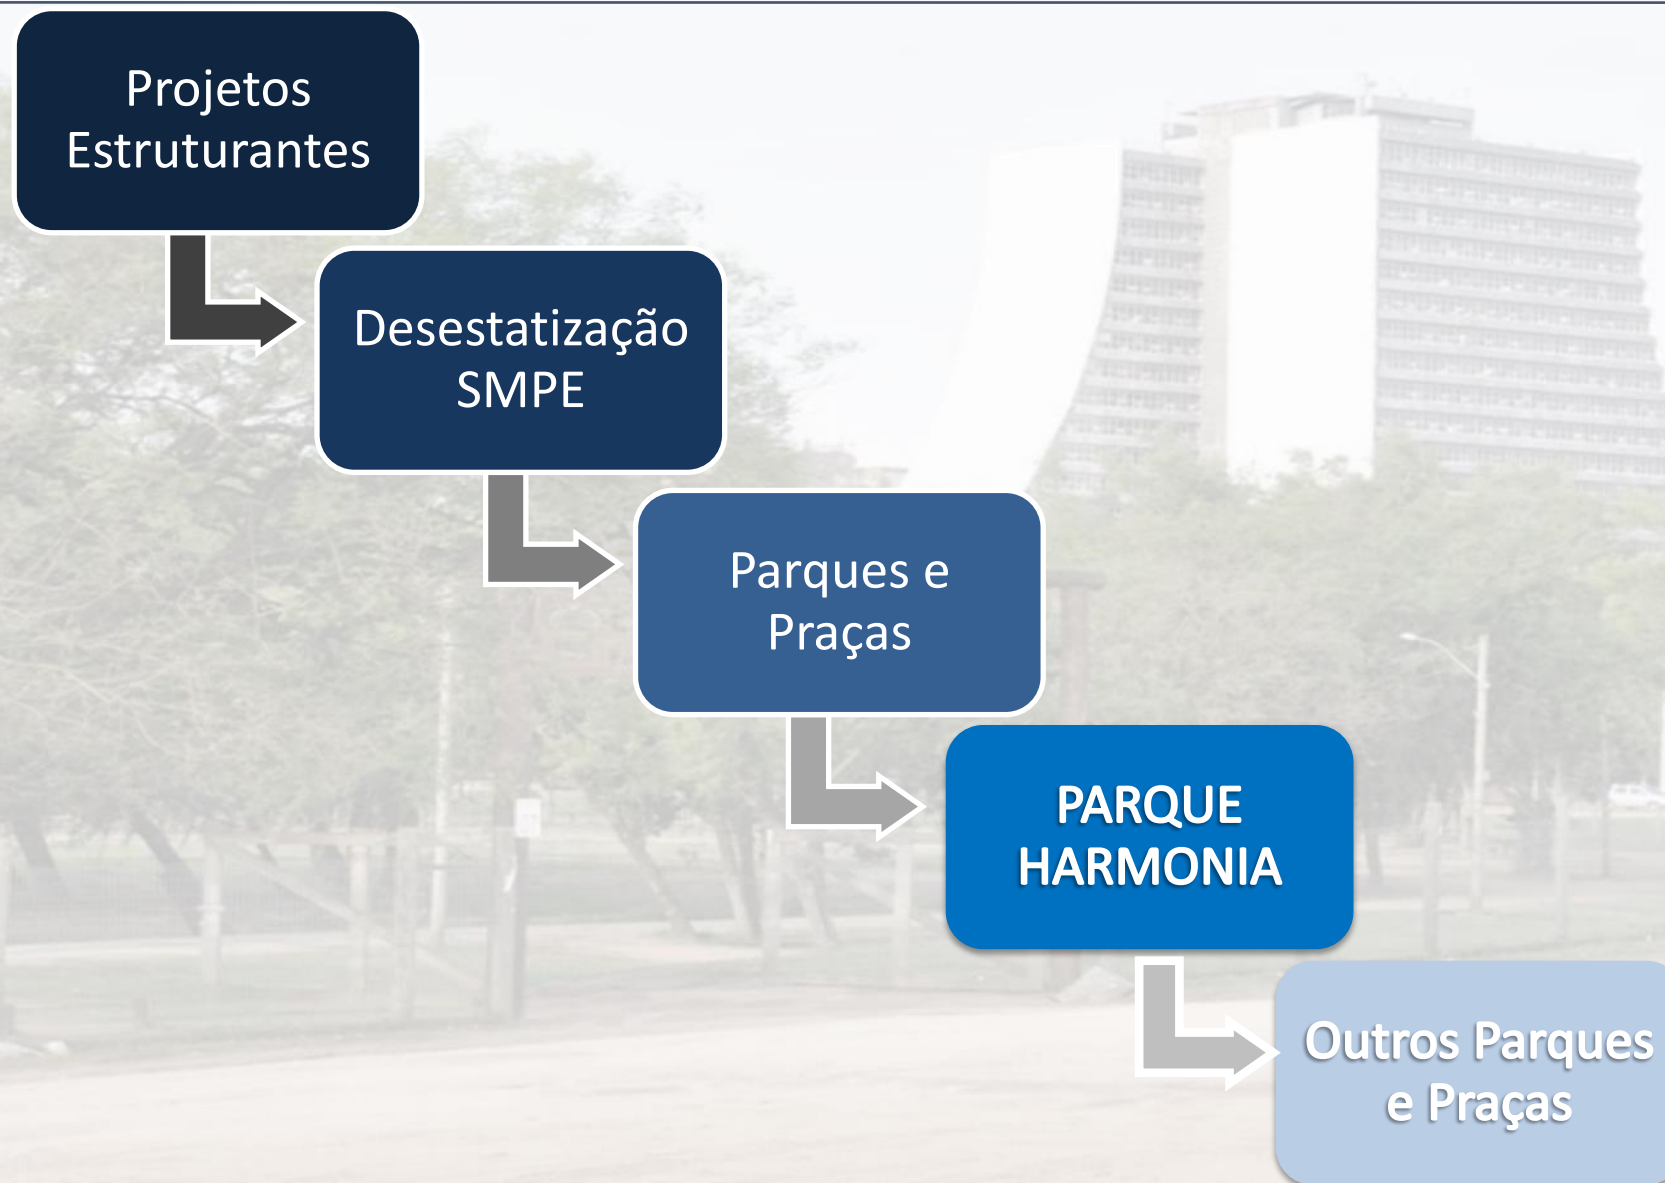 Projetos
Estruturantes
Desestatização
SMPE
Parques e
Praças
PARQUE
HARMONIA
Outros Parques
e Praças